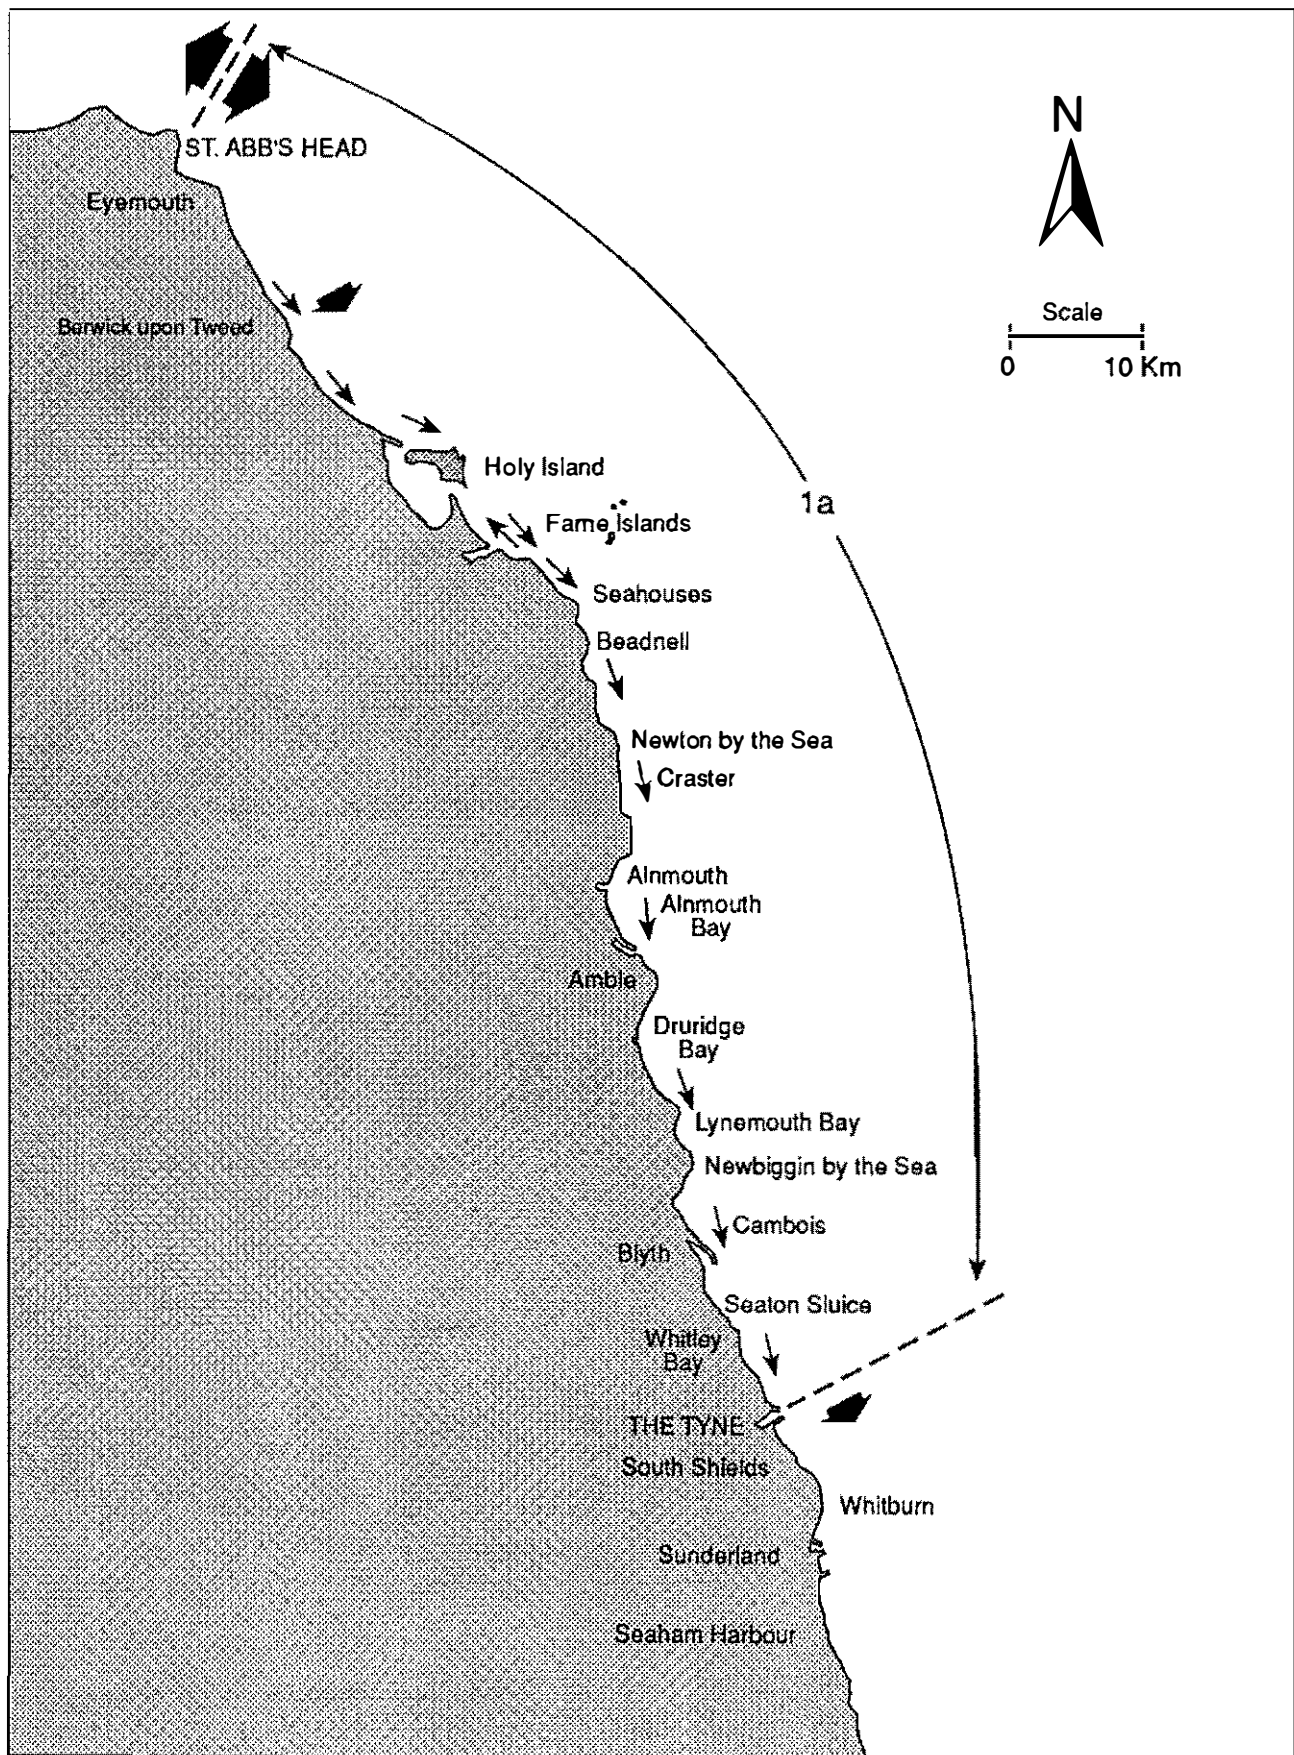 N
ST. ABB'S HEAD
Eyemouth
Scale
0 10 Km
Berwick upon Tweed
Holy Island
1a
Farne Islands
Seahouses
Beadnell
Newton by the Sea
Craster
Alnmouth
Alnmouth
Bay
Amble
Druridge
Bay
Lynemouth Bay
Newbiggin by the Sea
Cambois
Blyth
Seaton Sluice
Whitley
Bay
THE TYNE
South Shields
Whitburn
Sunderland
Seaham Harbour